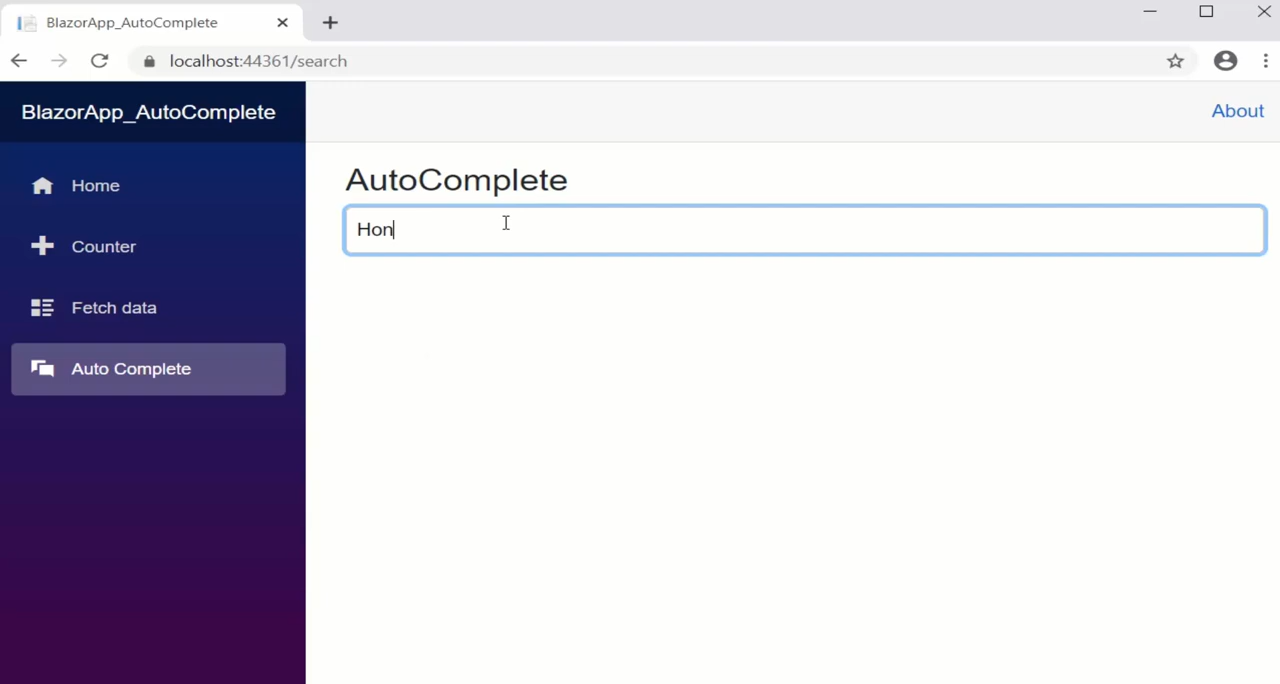 BlazorApp_AutoComplete
localhost:44361/search
BlazorApp_AutoComplete
About
Home
Counter
Fetch data
Auto Complete
AutoComplete
Hon